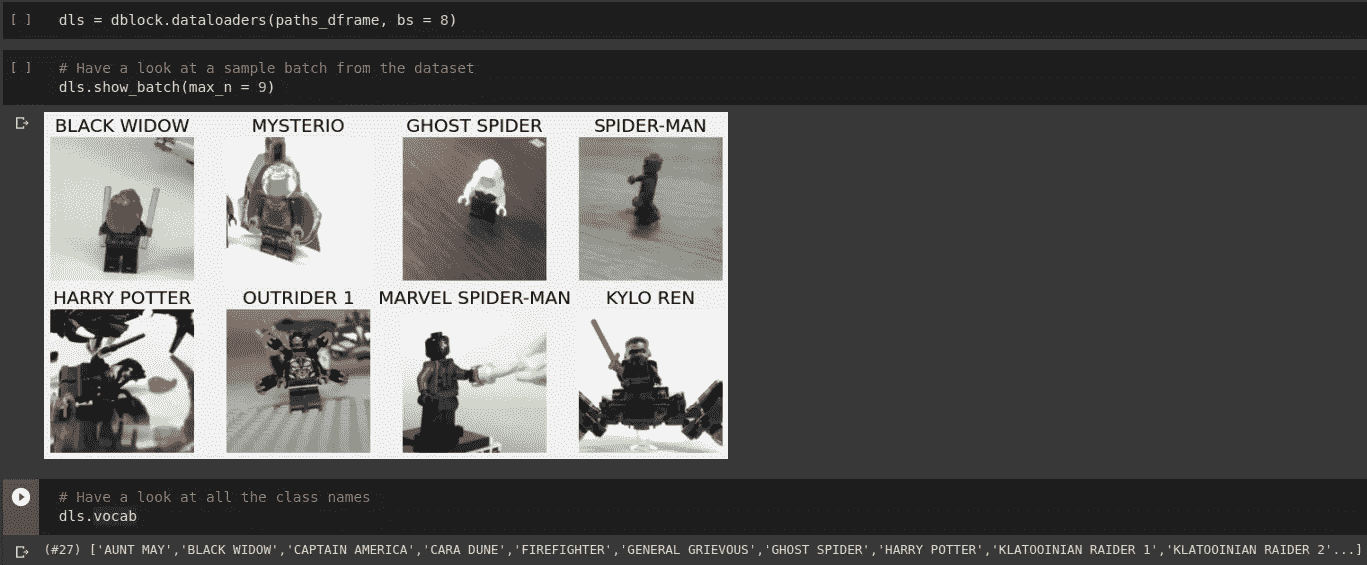 [ ] dls = dblock.dataloaders(paths_dframe, bs = 8)
[ ] # Have a look at a sample batch from the dataset
dls.show_batch(max_n = 9)
BLACK WIDOW MYSTERIO GHOST SPIDER SPIDER-MAN
HARRY POTTER OUTRIDER 1 MARVEL SPIDER-MAN KYLO REN
# Have a look at all the class names
dls.vocab
(#27) ['AUNT MAY','BLACK WIDOW','CAPTAIN AMERICA','CARA DUNE','FIREFIGHTER','GENERAL GRIEVOUS','GHOST SPIDER','HARRY POTTER','KLATOOINIAN RAIDER 1','KLATOOINIAN RAIDER 2'...]